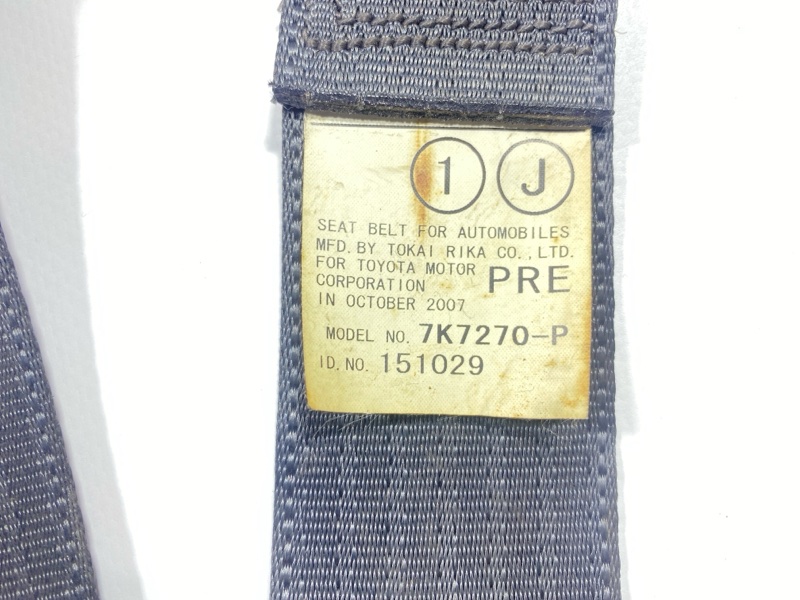 1 J
SEAT BELT FOR AUTOMOBILES
MFD. BY TOKAI RIKA CO., LTD.
FOR TOYOTA MOTOR
CORPORATION PRE
IN OCTOBER 2007
MODEL NO. 7K7270-P
ID. NO. 151029